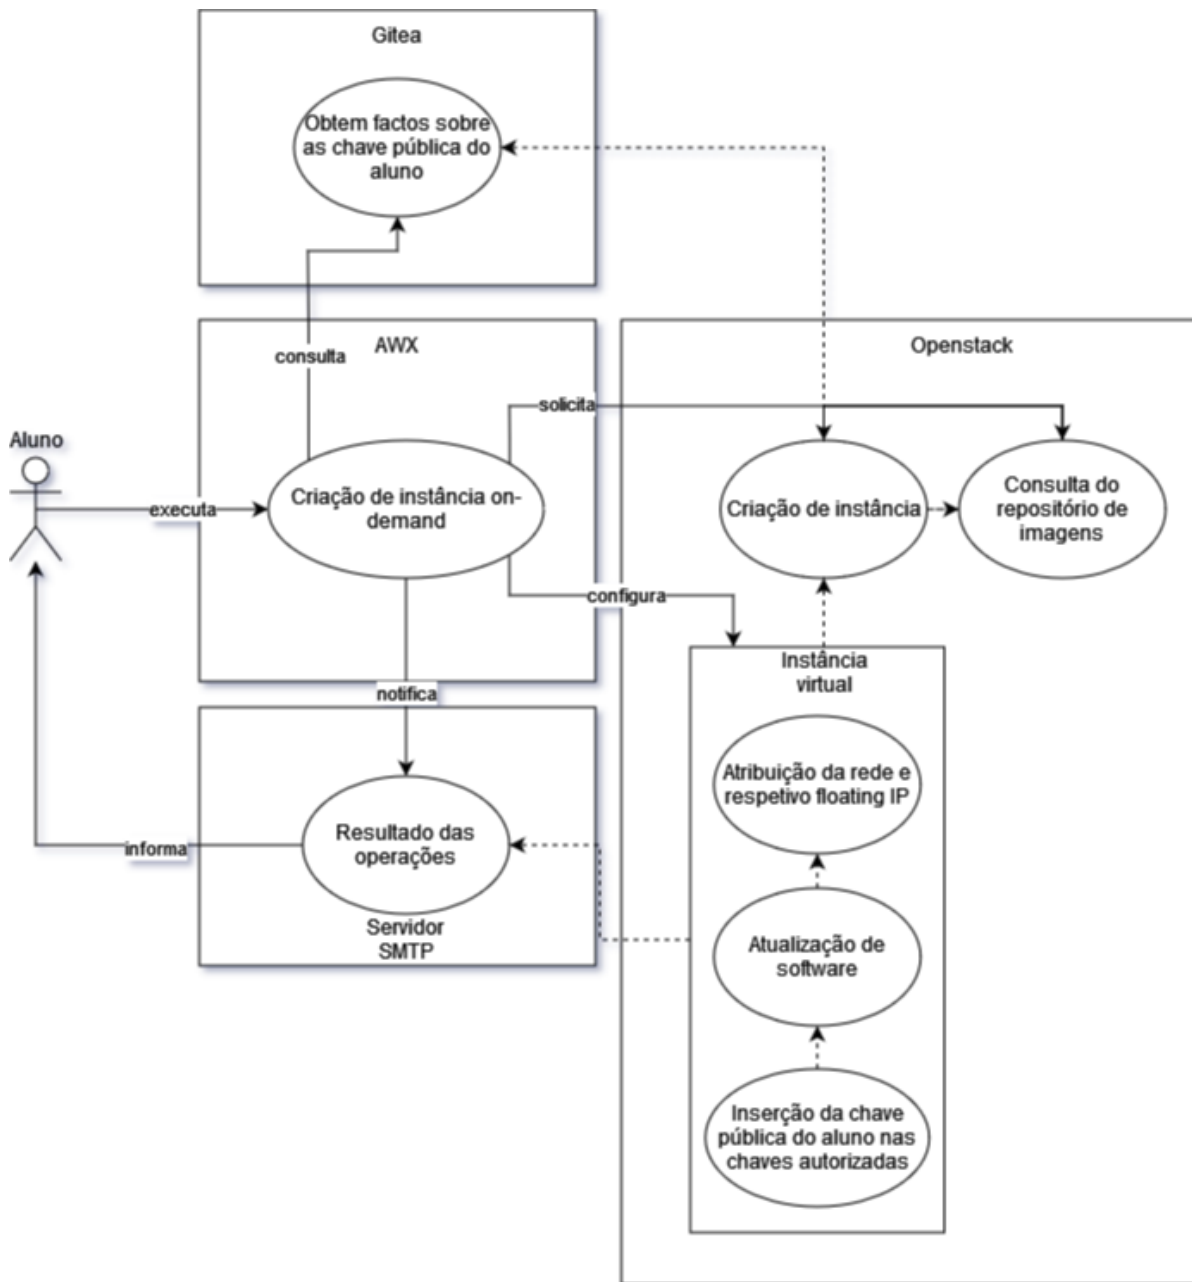 Gitea
Obtem factos sobre
as chave pública do
aluno
consulta
AWX
Openstack
solicita
Aluno
executa
Criação de instância on-
demand
Criação de instância
Consulta do
repositório de
imagens
configura
Instância
virtual
notifica
Atribuição da rede e
respetivo floating IP
Resultado das
operações
informa
Servidor
SMTP
Atualização de
software
Inserção da chave
pública do aluno nas
chaves autorizadas